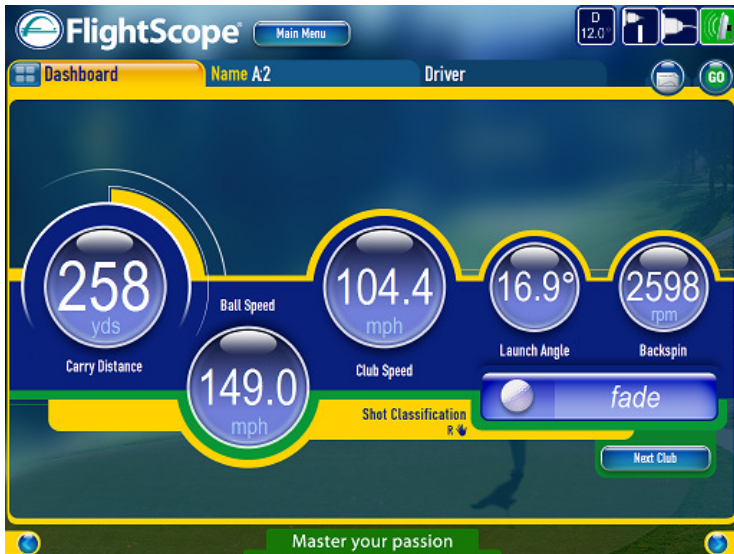 FlightScope®
Main Menu
D
12.0°
Dashboard
Name A:2
Driver
GO
258
yds
Carry Distance
Ball Speed
149.0
mph
104.4
mph
Club Speed
16.9°
Launch Angle
2598
rpm
Backspin
fade
Shot Classification
R
Next Club
Master your passion